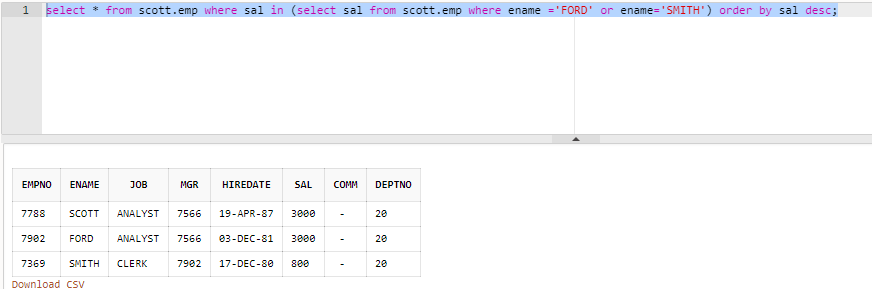 1 select * from scott.emp where sal in (select sal from scott.emp where ename ='FORD' or ename='SMITH') order by sal desc;
EMPNO ENAME JOB MGR HIREDATE SAL COMM DEPTNO
7788 SCOTT ANALYST 7566 19-APR-87 3000 - 20
7902 FORD ANALYST 7566 03-DEC-81 3000 - 20
7369 SMITH CLERK 7902 17-DEC-80 800 - 20
Download CSV